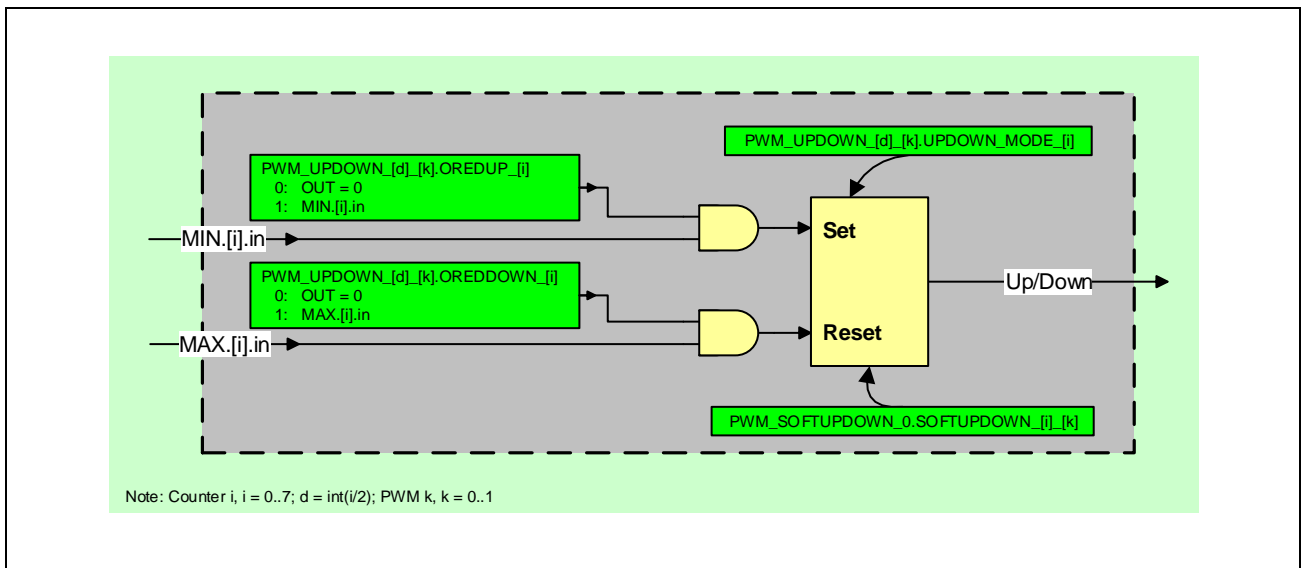 PWM_UPDOWN_[d]_[k].UPDOWN_MODE_[i]
PWM_UPDOWN_[d]_[k].OREDUP_[i]
0: OUT = 0
1: MIN.[i].in
MIN.[i].in
Set
PWM_UPDOWN_[d]_[k].OREDDOWN_[i]
0: OUT = 0
1: MAX.[i].in
Up/Down
MAX.[i].in
Reset
PWM_SOFTUPDOWN_0.SOFTUPDOWN_[i]_[k]
Note: Counter i, i = 0..7; d = int(i/2); PWM k, k = 0..1